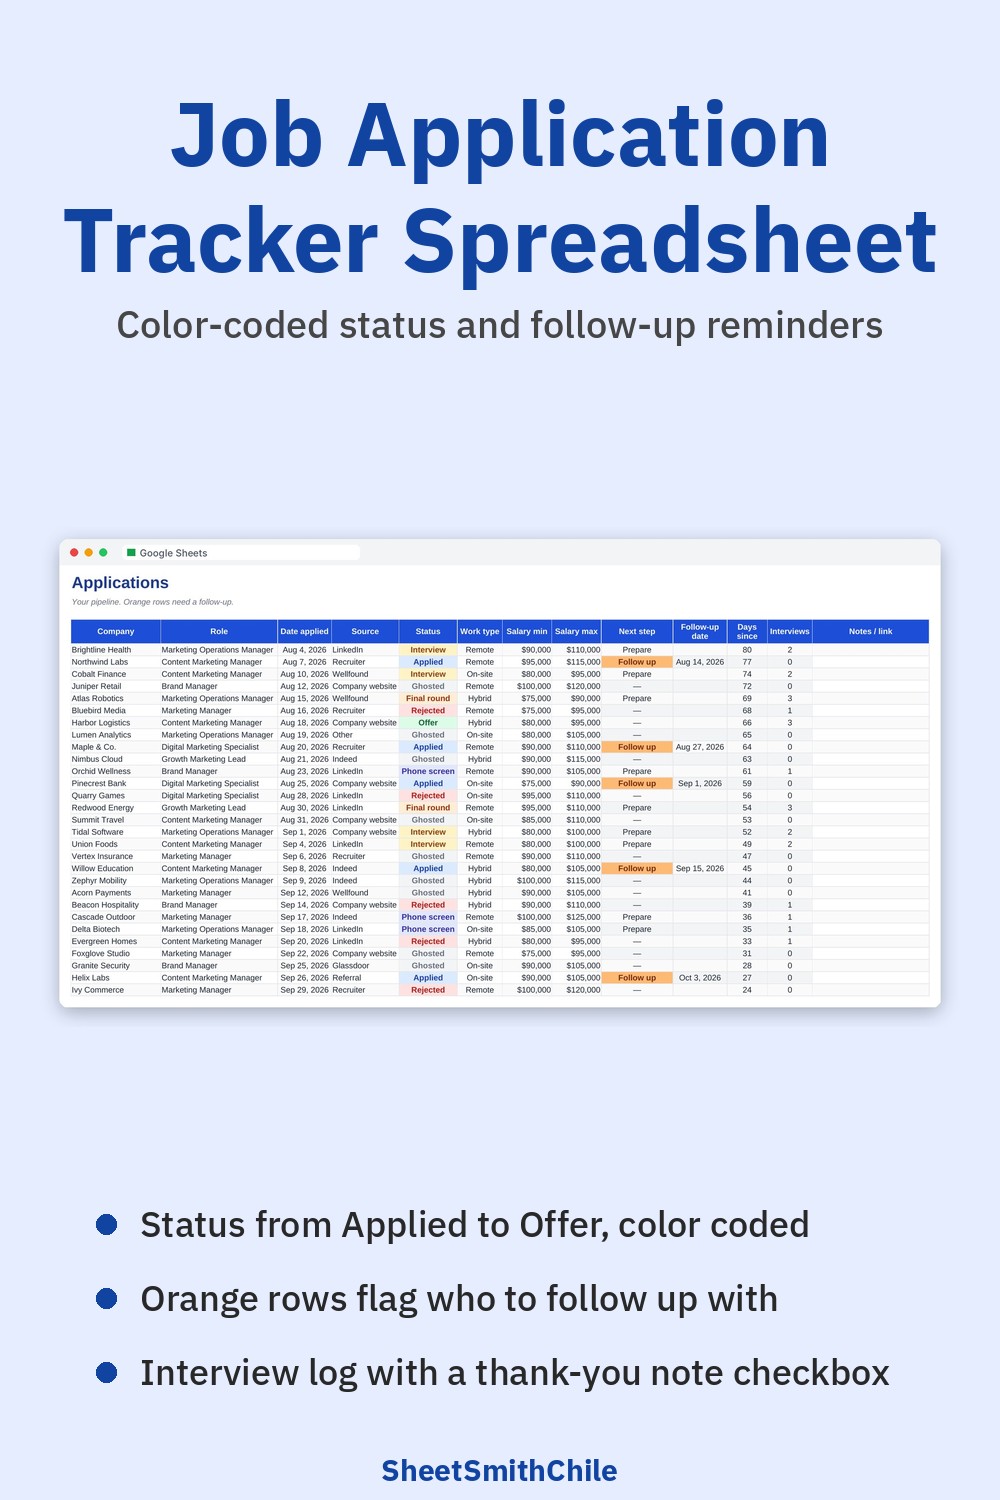 Job Application
Tracker Spreadsheet
Color-coded status and follow-up reminders
Google Sheets
Applications
Your pipeline. Orange rows need a follow-up.
Company Role Date applied Source Status Work type Salary min Salary max Next step Follow-up date Days since Interviews Notes / link
Brightline Health Marketing Operations Manager Aug 4, 2026 LinkedIn Interview Remote $90,000 $110,000 Prepare 80 2
Northwind Labs Content Marketing Manager Aug 7, 2026 Recruiter Applied Remote $95,000 $115,000 Follow up Aug 14, 2026 77 0
Cobalt Finance Content Marketing Manager Aug 10, 2026 Wellfound Interview On-site $80,000 $95,000 Prepare 74 2
Juniper Retail Brand Manager Aug 12, 2026 Company website Ghosted Remote $100,000 $120,000 — 72 0
Atlas Robotics Marketing Operations Manager Aug 15, 2026 Wellfound Final round Hybrid $75,000 $90,000 Prepare 69 3
Bluebird Media Marketing Manager Aug 16, 2026 Recruiter Rejected Remote $75,000 $95,000 — 68 1
Harbor Logistics Content Marketing Manager Aug 18, 2026 Company website Offer Hybrid $80,000 $95,000 — 66 3
Lumen Analytics Marketing Operations Manager Aug 19, 2026 Other Ghosted On-site $80,000 $105,000 — 65 0
Maple & Co. Digital Marketing Specialist Aug 20, 2026 Recruiter Applied Remote $90,000 $110,000 Follow up Aug 27, 2026 64 0
Nimbus Cloud Growth Marketing Lead Aug 21, 2026 Indeed Ghosted Hybrid $90,000 $115,000 — 63 0
Orchid Wellness Brand Manager Aug 23, 2026 LinkedIn Phone screen Remote $90,000 $105,000 Prepare 61 1
Pinecrest Bank Digital Marketing Specialist Aug 25, 2026 Company website Applied On-site $75,000 $90,000 Follow up Sep 1, 2026 59 0
Quarry Games Digital Marketing Specialist Aug 28, 2026 LinkedIn Rejected On-site $95,000 $110,000 — 56 0
Redwood Energy Growth Marketing Lead Aug 30, 2026 LinkedIn Final round Remote $95,000 $110,000 Prepare 54 3
Summit Travel Content Marketing Manager Aug 31, 2026 Company website Ghosted On-site $85,000 $110,000 — 53 0
Tidal Software Marketing Operations Manager Sep 1, 2026 Company website Interview Hybrid $80,000 $100,000 Prepare 52 2
Union Foods Content Marketing Manager Sep 4, 2026 LinkedIn Interview Remote $80,000 $100,000 Prepare 49 2
Vertex Insurance Marketing Manager Sep 6, 2026 Recruiter Ghosted Remote $90,000 $110,000 — 47 0
Willow Education Content Marketing Manager Sep 8, 2026 Indeed Applied Hybrid $80,000 $105,000 Follow up Sep 15, 2026 45 0
Zephyr Mobility Marketing Operations Manager Sep 9, 2026 Indeed Ghosted Hybrid $100,000 $115,000 — 44 0
Acorn Payments Marketing Manager Sep 12, 2026 Wellfound Ghosted Hybrid $90,000 $105,000 — 41 0
Beacon Hospitality Brand Manager Sep 14, 2026 Company website Rejected Hybrid $90,000 $110,000 — 39 1
Cascade Outdoor Marketing Manager Sep 17, 2026 Indeed Phone screen Remote $100,000 $125,000 Prepare 36 1
Delta Biotech Marketing Manager Sep 18, 2026 LinkedIn Phone screen On-site $85,000 $105,000 Prepare 35 1
Evergreen Homes Content Marketing Manager Sep 20, 2026 LinkedIn Rejected Hybrid $80,000 $95,000 — 33 1
Foxglove Studio Marketing Manager Sep 22, 2026 Company website Ghosted Remote $75,000 $95,000 — 31 0
Granite Security Brand Manager Sep 25, 2026 Glassdoor Ghosted On-site $90,000 $105,000 — 28 0
Helix Labs Content Marketing Manager Sep 26, 2026 Referral Applied On-site $90,000 $105,000 Follow up Oct 3, 2026 27 0
Ivy Commerce Marketing Manager Sep 29, 2026 Recruiter Rejected Remote $100,000 $120,000 — 24 0
Status from Applied to Offer, color coded
Orange rows flag who to follow up with
Interview log with a thank-you note checkbox
SheetSmithChile